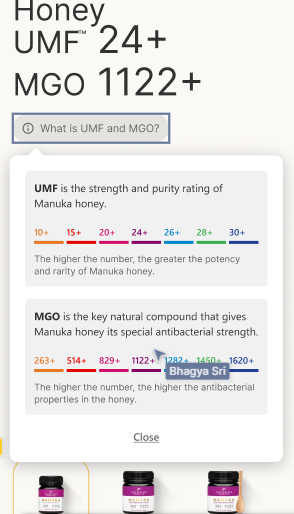 Honey
UMF™ 24+
MGO 1122+
What is UMF and MGO?
UMF is the strength and purity rating of
Manuka honey.
10+ 15+ 20+ 24+ 26+ 28+ 30+
The higher the number, the greater the potency
and rarity of Manuka honey.
MGO is the key natural compound that gives
Manuka honey its special antibacterial strength.
263+ 514+ 829+ 1122+ 1282+ 1450+ 1620+
Bhagya Sri
The higher the number, the higher the antibacterial
properties in the honey.
Close